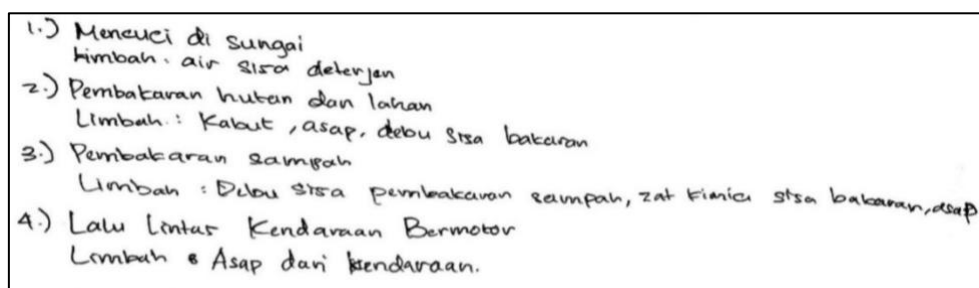 1.) Mencuci di sungai
Limbah. air sisa deterjen
2.) Pembakaran hutan dan lahan
Limbah : Kabut, asap, debu sisa bakaran
3.) Pembakaran sampah
Limbah : Debu sisa pembakaran sampah, zat kimia sisa bakaran, asap
4.) Lalu lintas Kendaraan Bermotor
Limbah : Asap dari kendaraan.